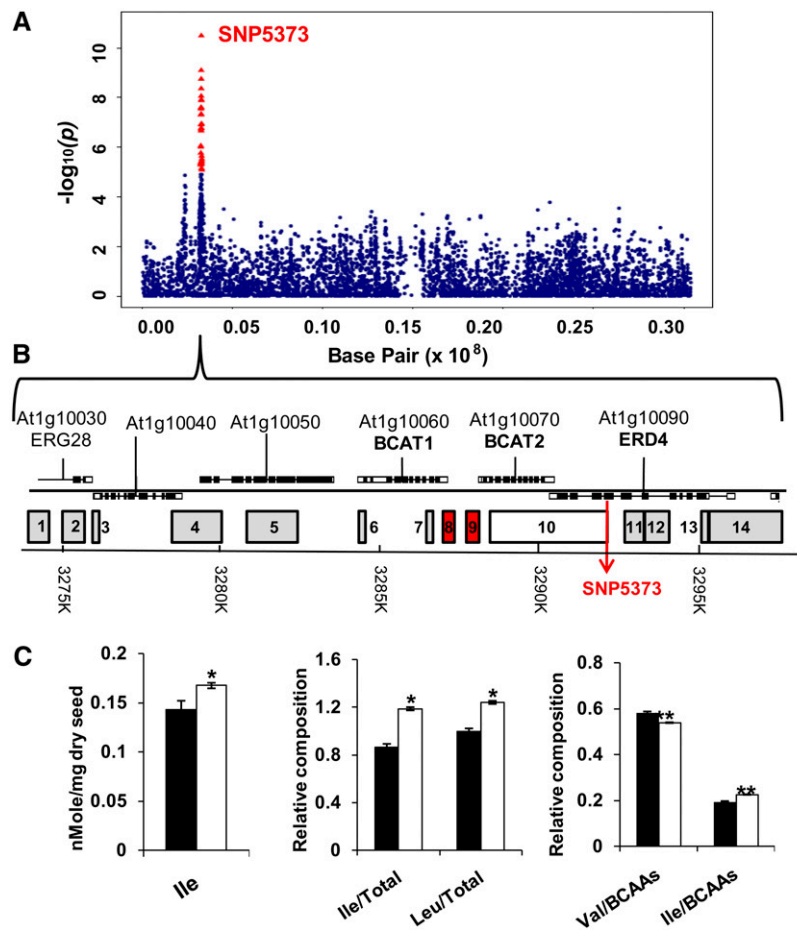 A
SNP5373
-log10(p)
10
8
6
4
2
0
0.00 0.05 0.10 0.15 0.20 0.25 0.30
Base Pair (x 10^8)
B
At1g10030
ERG28
At1g10040
At1g10050
At1g10060
BCAT1
At1g10070
BCAT2
At1g10090
ERD4
1 2 3 4 5 6 7 8 9 10 11 12 13 14
SNP5373
3275K 3280K 3285K 3290K 3295K
C
nMole/mg dry seed
0.2
0.15
0.1
0.05
0
*
Ile
Relative composition
1.6
1.2
0.8
0.4
0
* *
Ile/Total Leu/Total
Relative composition
0.8
0.6
0.4
0.2
0
** **
Val/BCAAs Ile/BCAAs